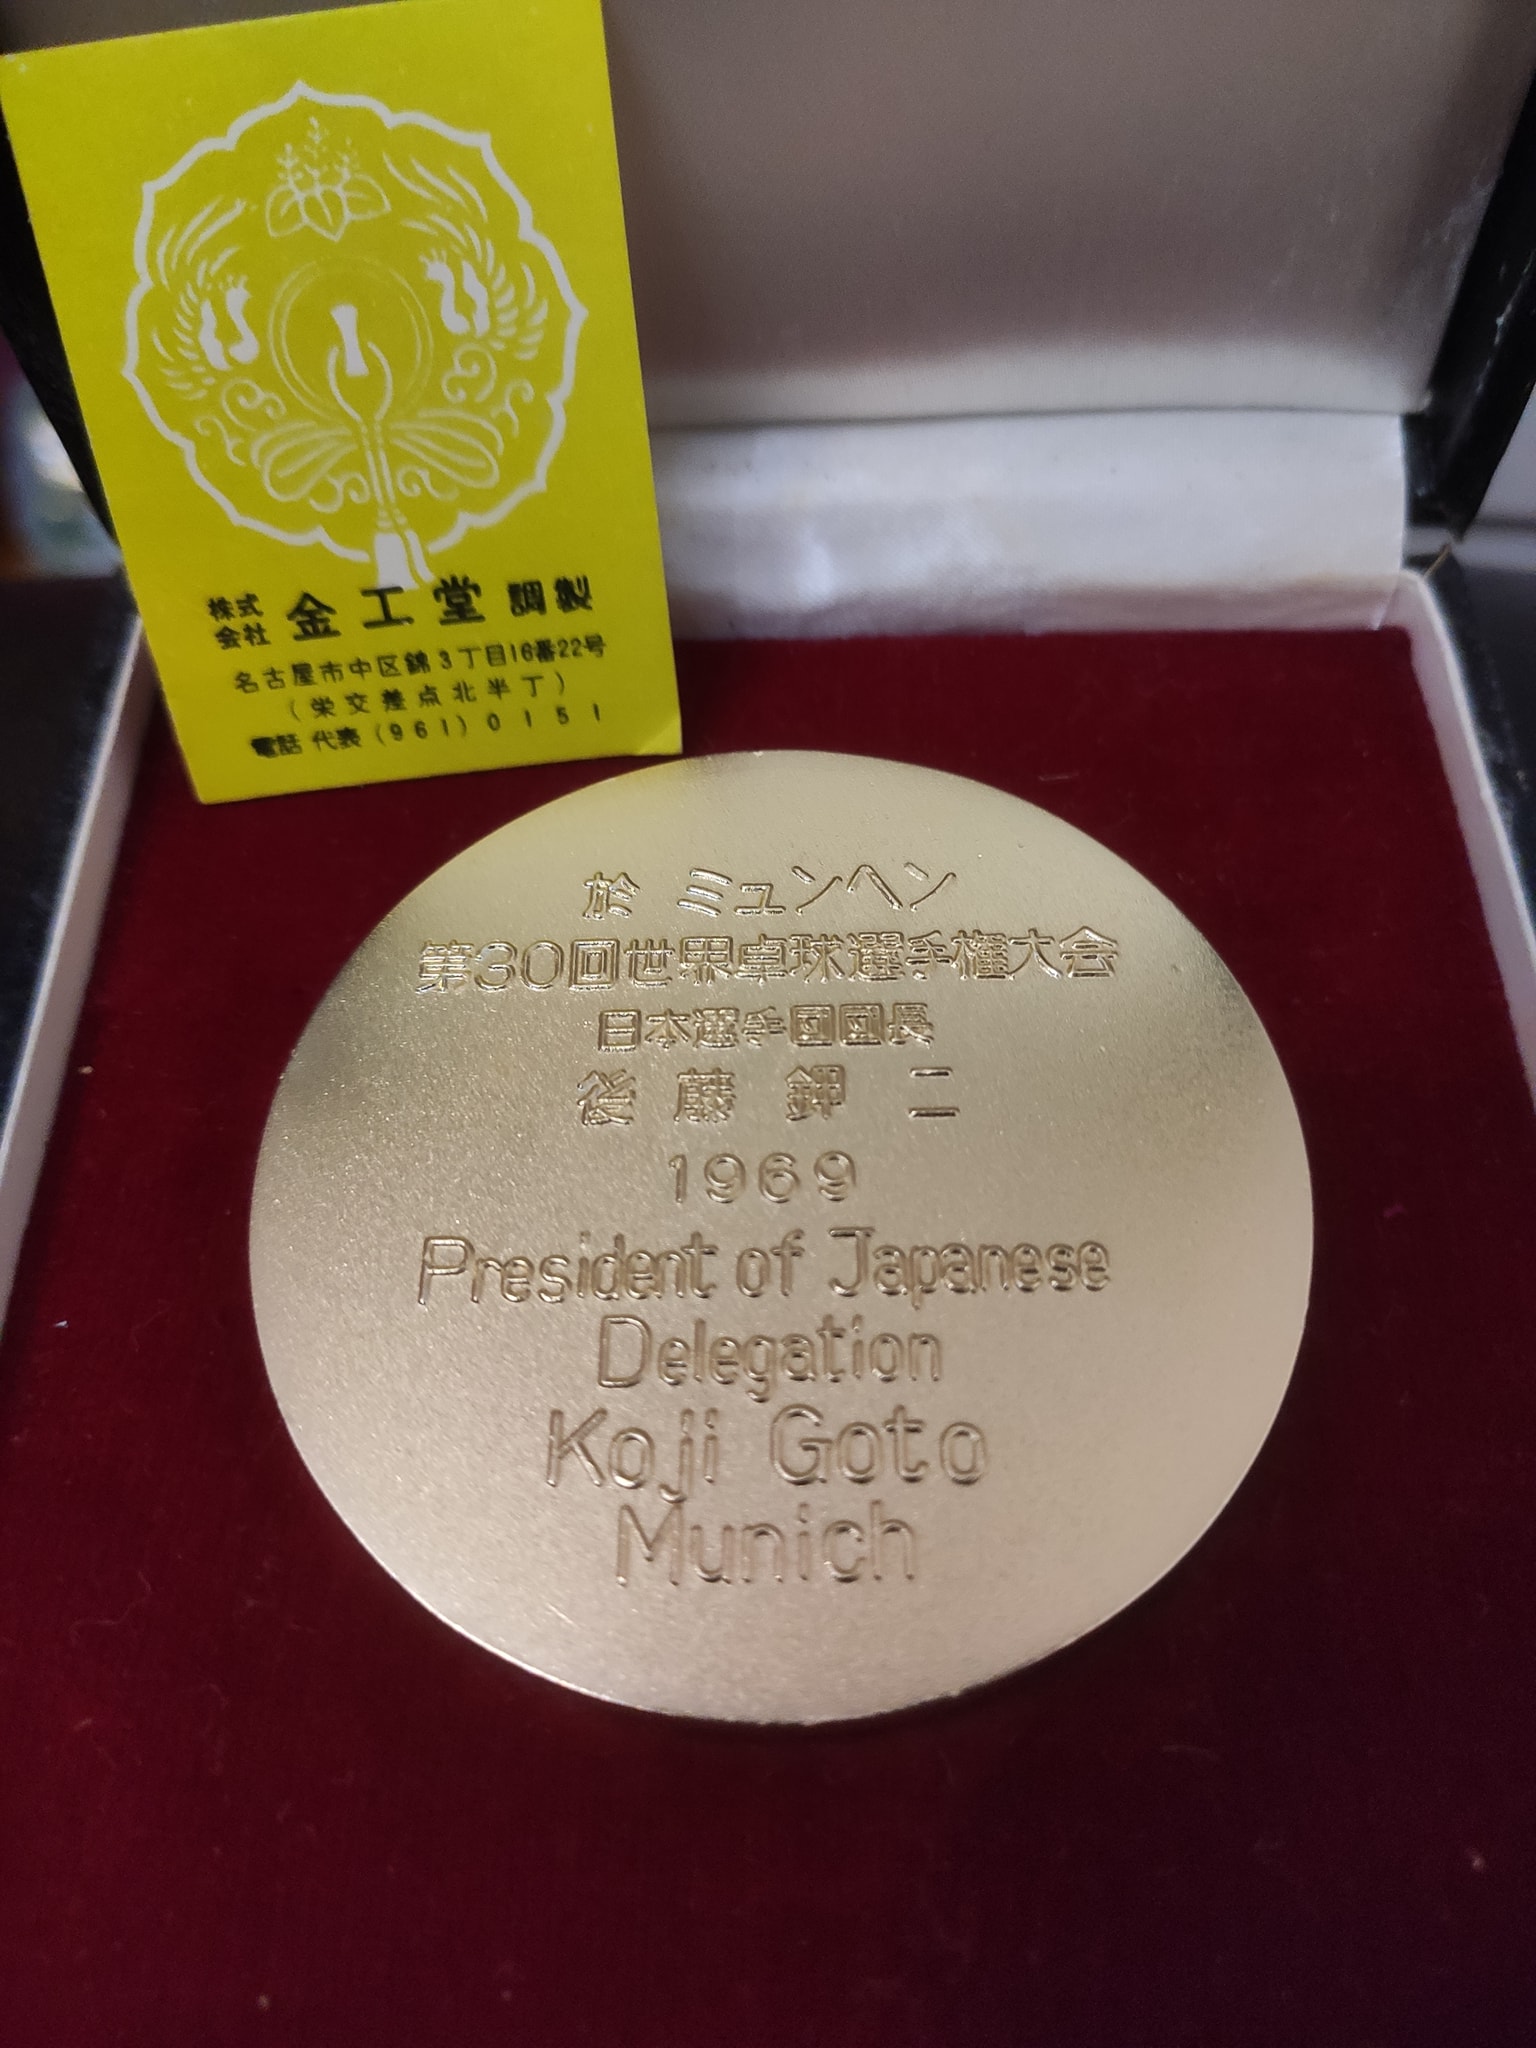 株式会社 金工堂 調製
名古屋市中区錦3丁目16番22号
(栄交差点北半丁)
電話 代表 (961) 0151
於 ミュンヘン
第30回世界卓球選手権大会
日本選手団団長
後藤鉀二
1969
President of Japanese
Delegation
Koji Goto
Munich